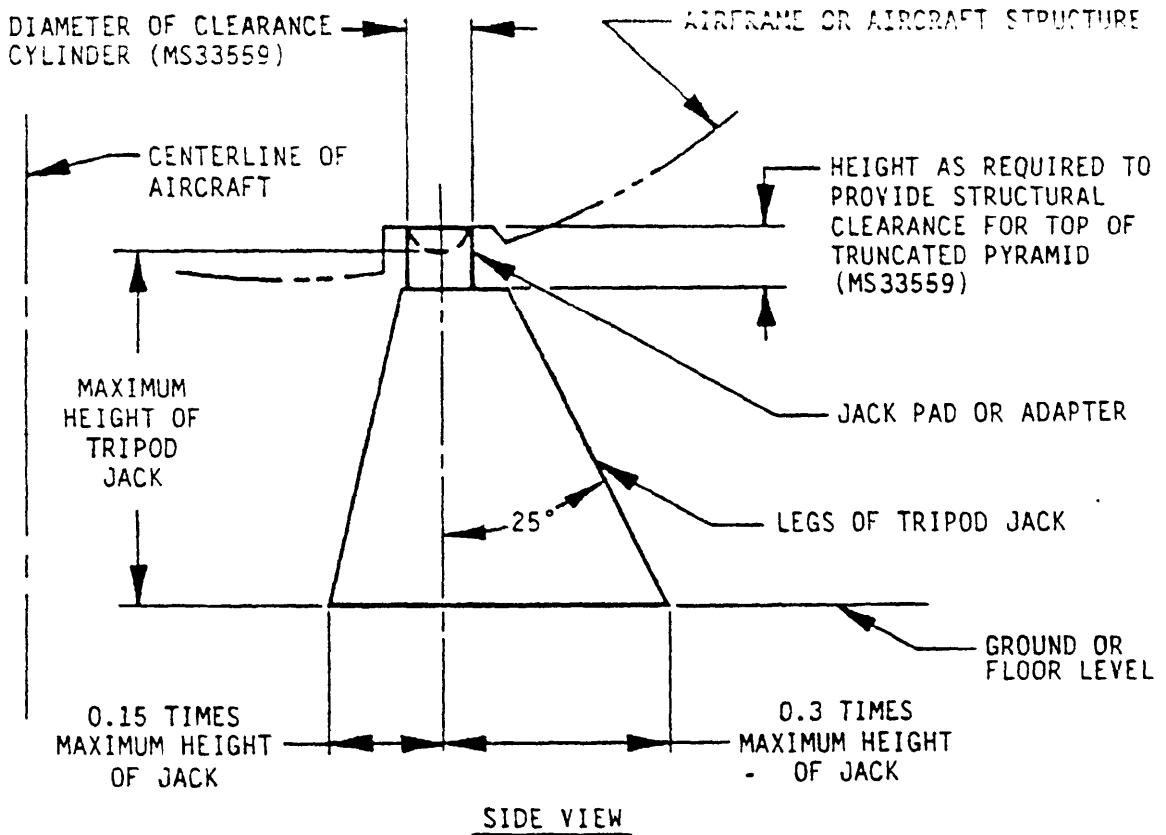 DIAMETER OF CLEARANCE
CYLINDER (MS33559)
AIRFRAME OR AIRCRAFT STRUCTURE
CENTERLINE OF
AIRCRAFT
HEIGHT AS REQUIRED TO
PROVIDE STRUCTURAL
CLEARANCE FOR TOP OF
TRUNCATED PYRAMID
(MS33559)
MAXIMUM
HEIGHT OF
TRIPOD
JACK
JACK PAD OR ADAPTER
25°
LEGS OF TRIPOD JACK
GROUND OR
FLOOR LEVEL
0.15 TIMES
MAXIMUM HEIGHT
OF JACK
0.3 TIMES
MAXIMUM HEIGHT
OF JACK
SIDE VIEW